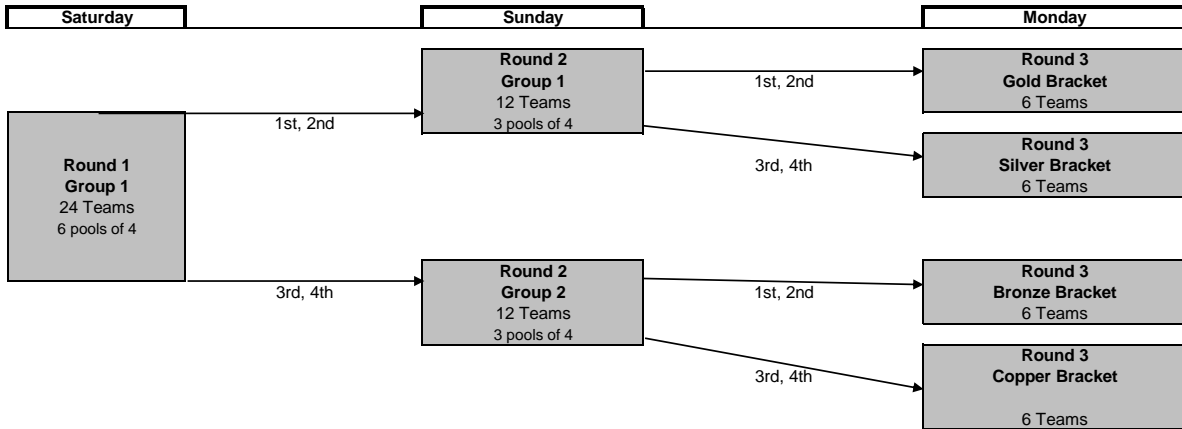 Saturday
Sunday
Monday
Round 1
Group 1
24 Teams
6 pools of 4
1st, 2nd
3rd, 4th
Round 2
Group 1
12 Teams
3 pools of 4
1st, 2nd
3rd, 4th
Round 2
Group 2
12 Teams
3 pools of 4
1st, 2nd
3rd, 4th
Round 3
Gold Bracket
6 Teams
Round 3
Silver Bracket
6 Teams
Round 3
Bronze Bracket
6 Teams
Round 3
Copper Bracket
6 Teams